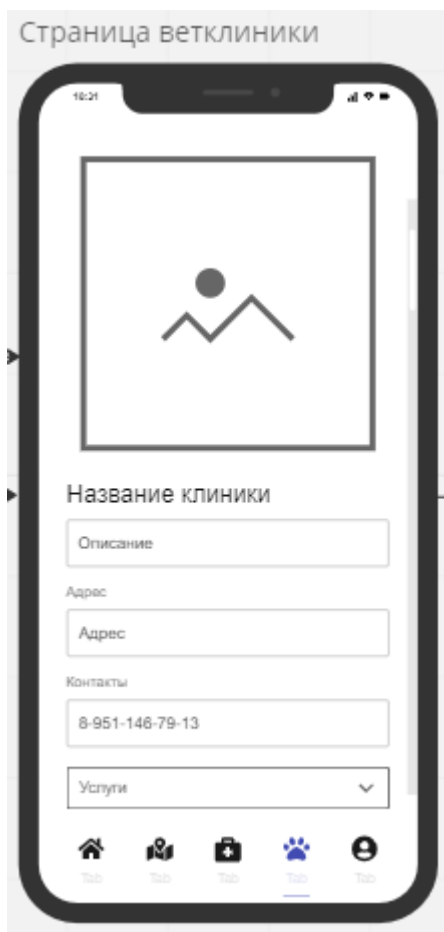 Страница ветклиники
10:21
Название клиники
Описание
Адрес
Адрес
Контакты
8-951-146-79-13
Услуги
Tab Tab Tab Tab Tab